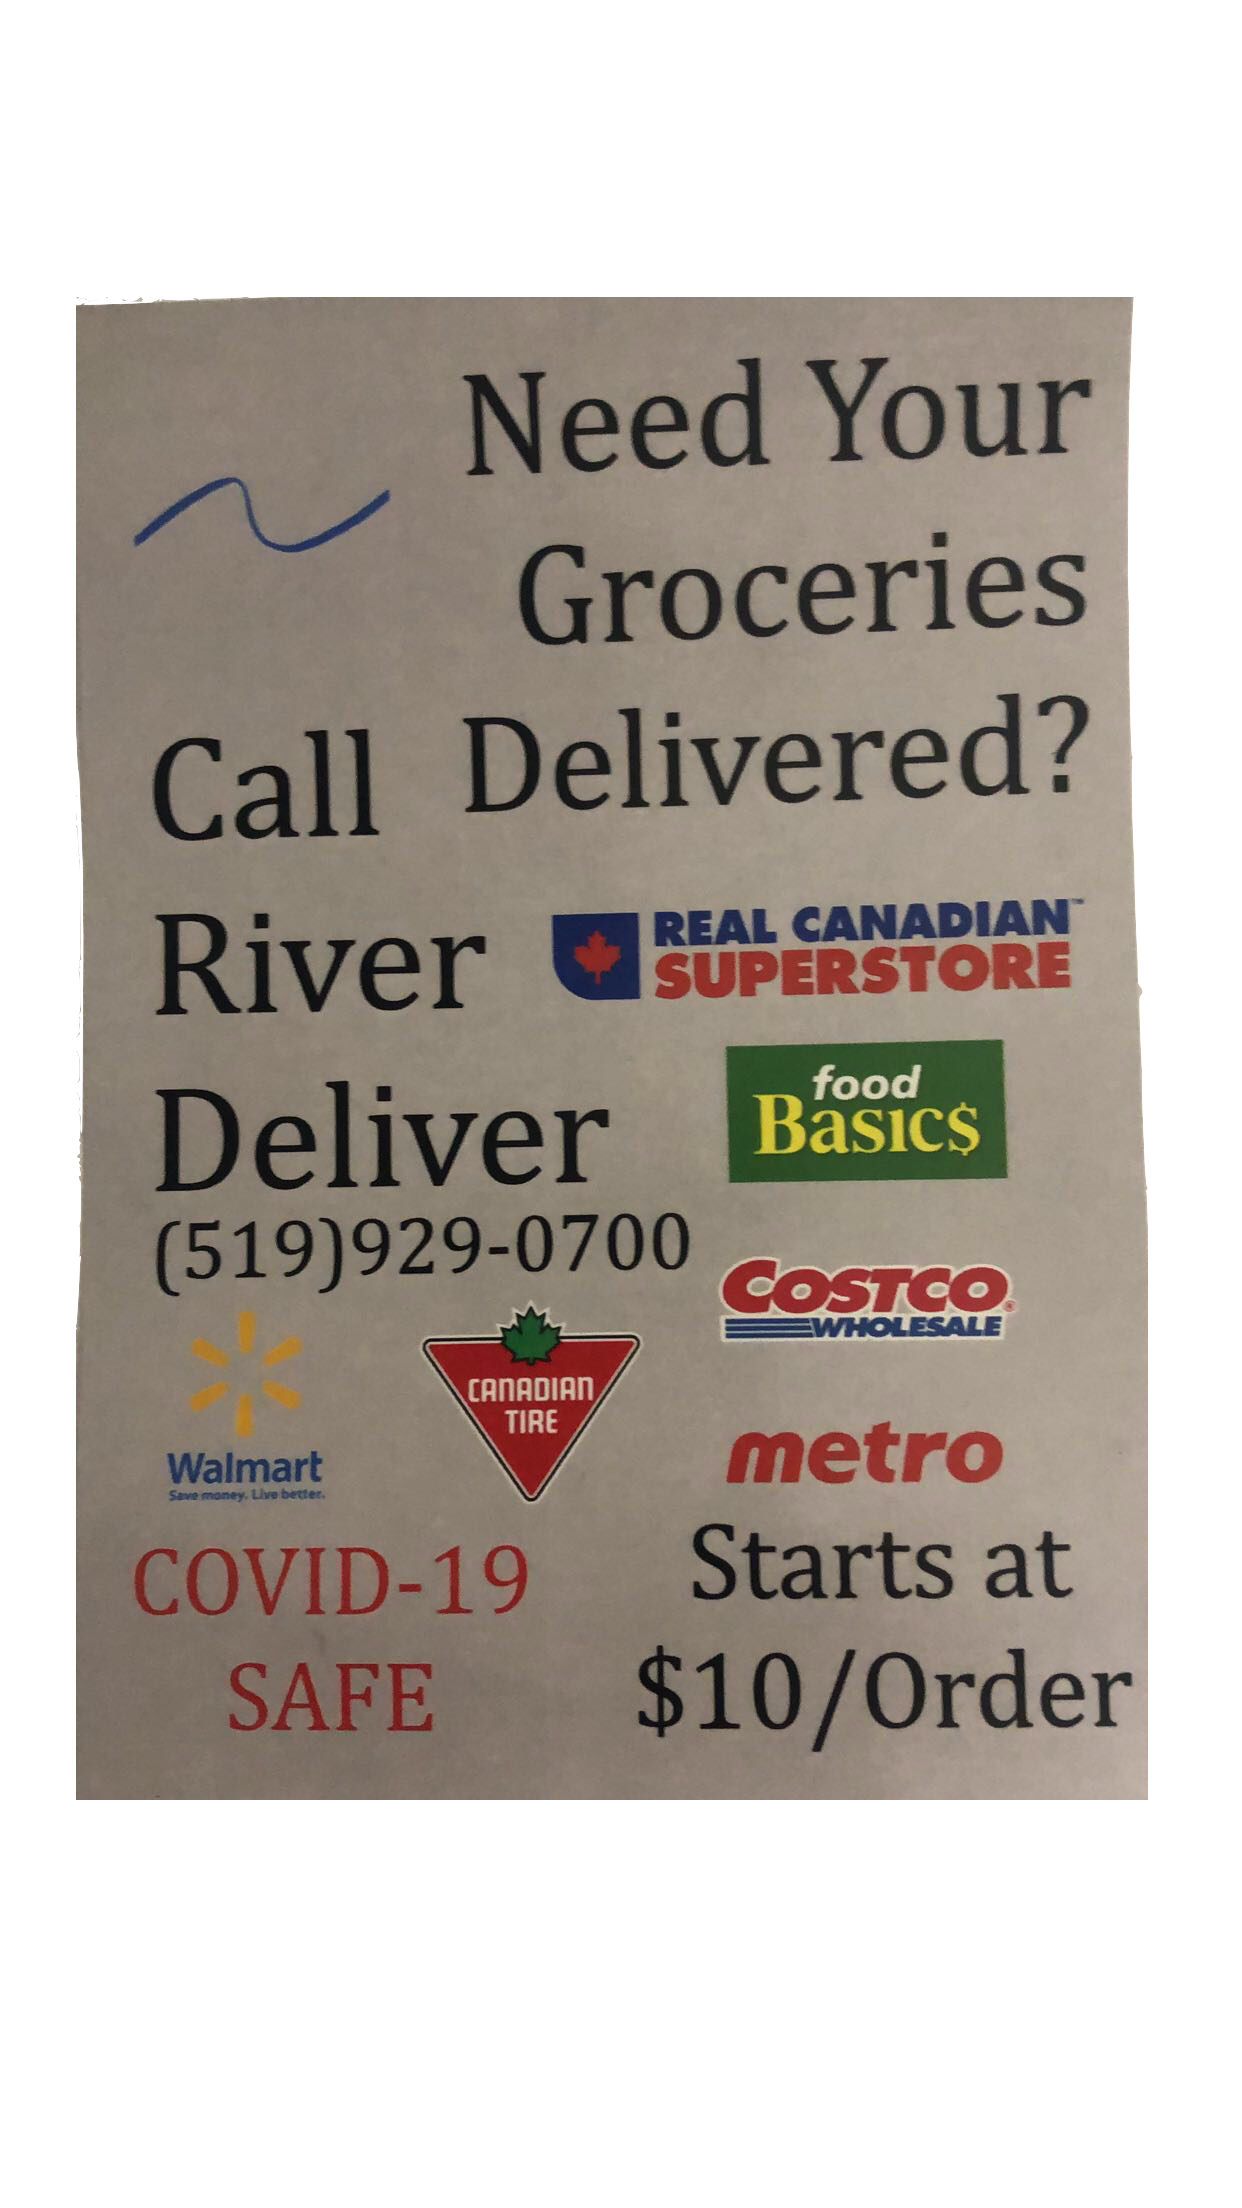 Need Your
Groceries
Delivered?
Call
River
Deliver
(519)929-0700
REAL CANADIAN™
SUPERSTORE
food
Basic$
COSTCO®
WHOLESALE
Walmart
Save money. Live better.
CANADIAN
TIRE
metro
COVID-19
SAFE
Starts at
$10/Order